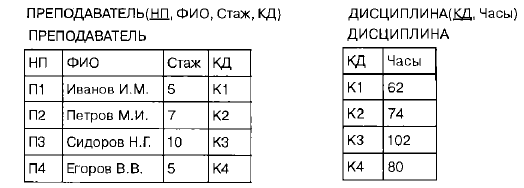 ПРЕПОДАВАТЕЛЬ(НП, ФИО, Стаж, КД)
ПРЕПОДАВАТЕЛЬ
НП ФИО Стаж КД
П1 Иванов И.М. 5 К1
П2 Петров М.И. 7 К2
П3 Сидоров Н.Г. 10 К3
П4 Егоров В.В. 5 К4
ДИСЦИПЛИНА(КД, Часы)
ДИСЦИПЛИНА
КД Часы
К1 62
К2 74
К3 102
К4 80